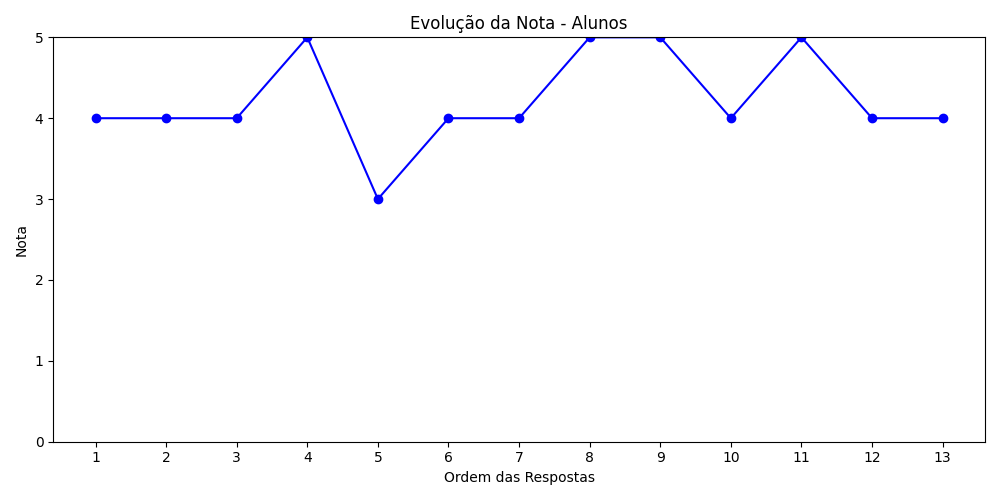 Evolução da Nota - Alunos
5
4
3
2
1
0
Nota
1 2 3 4 5 6 7 8 9 10 11 12 13
Ordem das Respostas